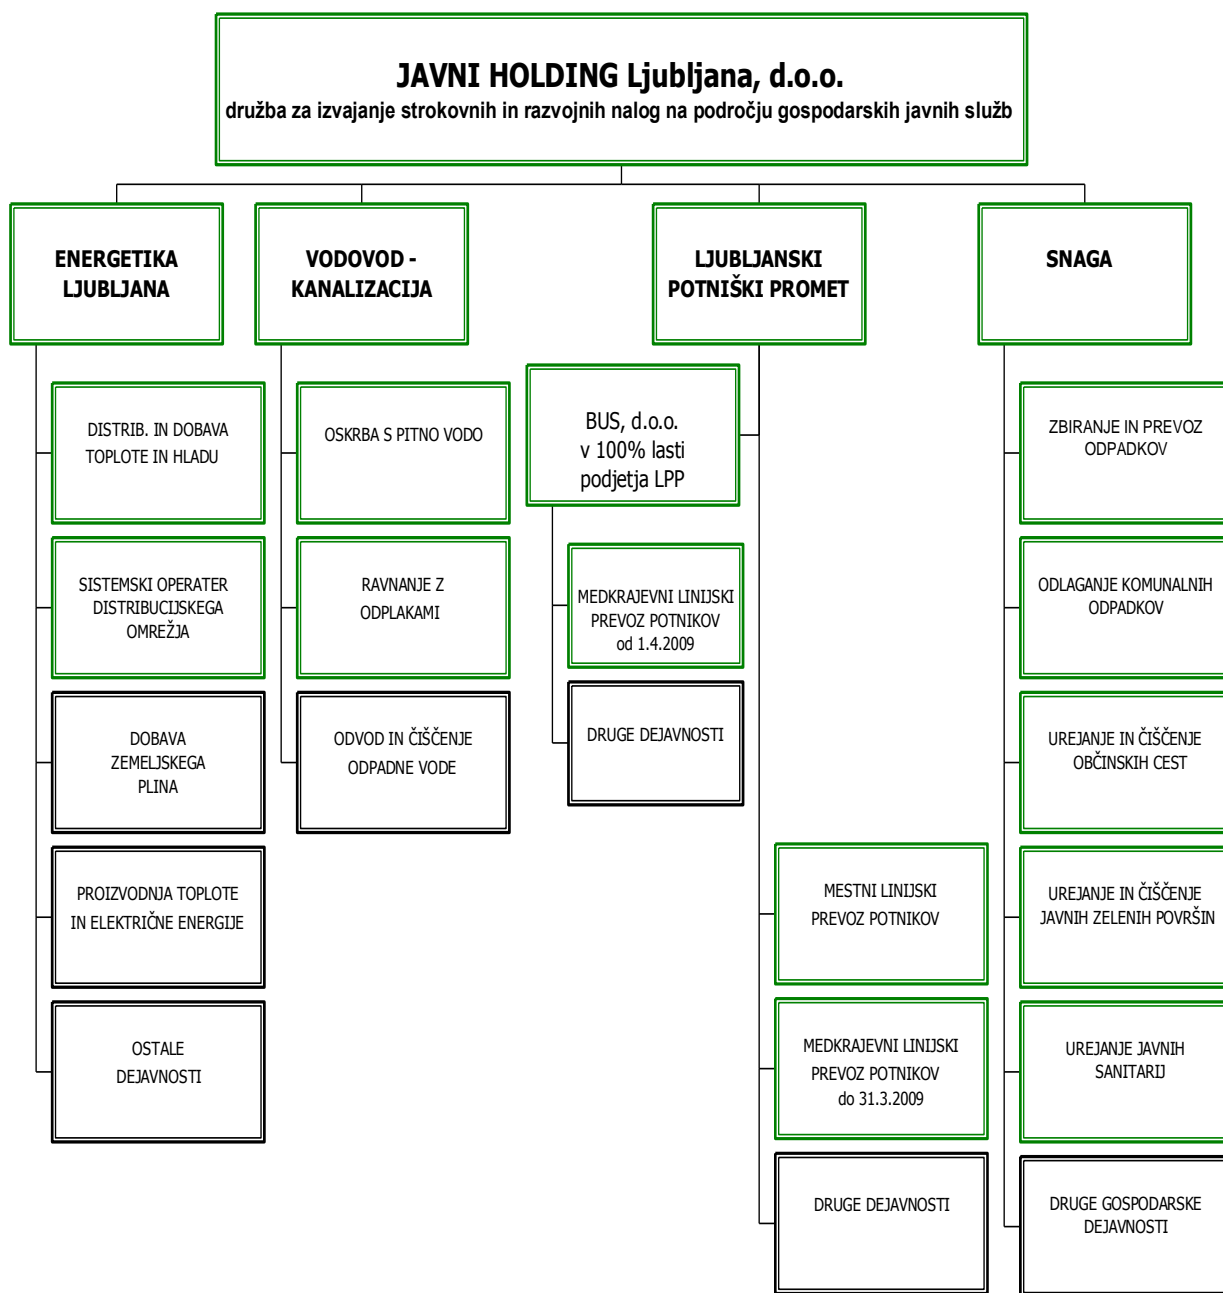 JAVNI HOLDING Ljubljana, d.o.o.
družba za izvajanje strokovnih in razvojnih nalog na področju gospodarskih javnih služb
ENERGETIKA
LJUBLJANA
DISTRIB. IN DOBAVA
TOPLOTE IN HLADU
SISTEMSKI OPERATER
DISTRIBUCIJSKEGA
OMREŽJA
DOBAVA
ZEMELJSKEGA
PLINA
PROIZVODNJA TOPLOTE
IN ELEKTRIČNE ENERGIJE
OSTALE
DEJAVNOSTI
VODOVOD -
KANALIZACIJA
OSKRBA S PITNO VODO
RAVNANJE Z
ODPLAKAMI
ODVOD IN ČIŠČENJE
ODPADNE VODE
LJUBLJANSKI
POTNIŠKI PROMET
BUS, d.o.o.
v 100% lasti
podjetja LPP
MEDKRAJEVNI LINIJSKI
PREVOZ POTNIKOV
od 1.4.2009
DRUGE DEJAVNOSTI
MESTNI LINIJSKI
PREVOZ POTNIKOV
MEDKRAJEVNI LINIJSKI
PREVOZ POTNIKOV
do 31.3.2009
DRUGE DEJAVNOSTI
SNAGA
ZBIRANJE IN PREVOZ
ODPADKOV
ODLAGANJE KOMUNALNIH
ODPADKOV
UREJANJE IN ČIŠČENJE
OBČINSKIH CEST
UREJANJE IN ČIŠČENJE
JAVNIH ZELENIH POVRŠIN
UREJANJE JAVNIH
SANITARIJ
DRUGE GOSPODARSKE
DEJAVNOSTI